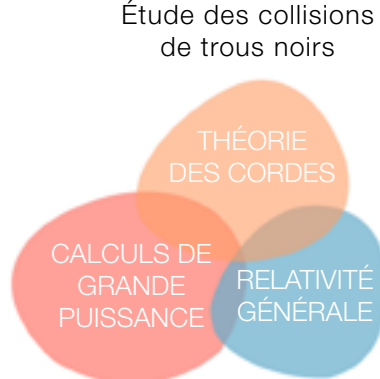 Étude des collisions
de trous noirs
THÉORIE
DES CORDES
CALCULS DE
GRANDE
PUISSANCE
RELATIVITÉ
GÉNÉRALE